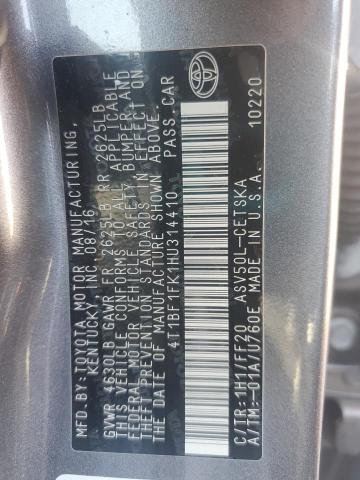 MFD. BY: TOYOTA MOTOR MANUFACTURING,
KENTUCKY, INC. 08/16
GVWR 4630LB GAWR FR 2625LB RR 2625LB
THIS VEHICLE CONFORMS TO ALL APPLICABLE
FEDERAL MOTOR VEHICLE SAFETY, BUMPER AND
THEFT PREVENTION STANDARDS IN EFFECT ON
THE DATE OF MANUFACTURE SHOWN ABOVE.
4T1BF1FK1HU314410 PASS. CAR
C/TR: 1H1/FF20 ASV50L-CETSKA
A/TM: -01A/U760E MADE IN U.S.A. 10220